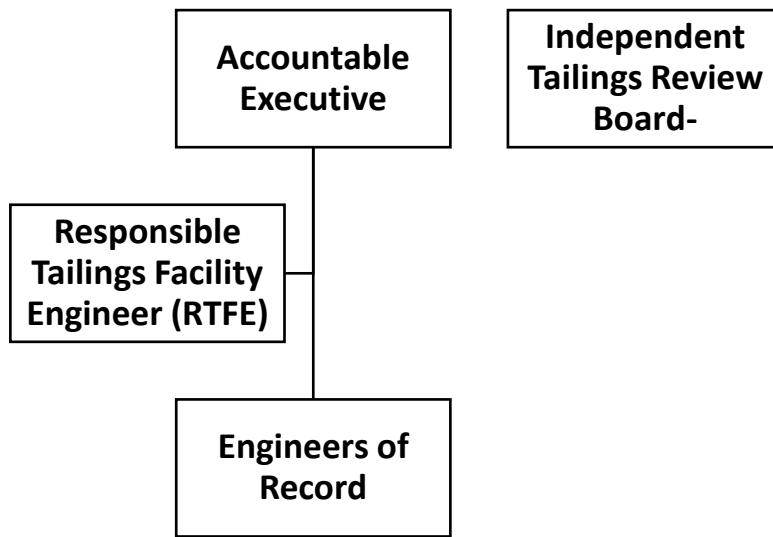 Accountable
Executive
Independent
Tailings Review
Board-
Responsible
Tailings Facility
Engineer (RTFE)
Engineers of
Record